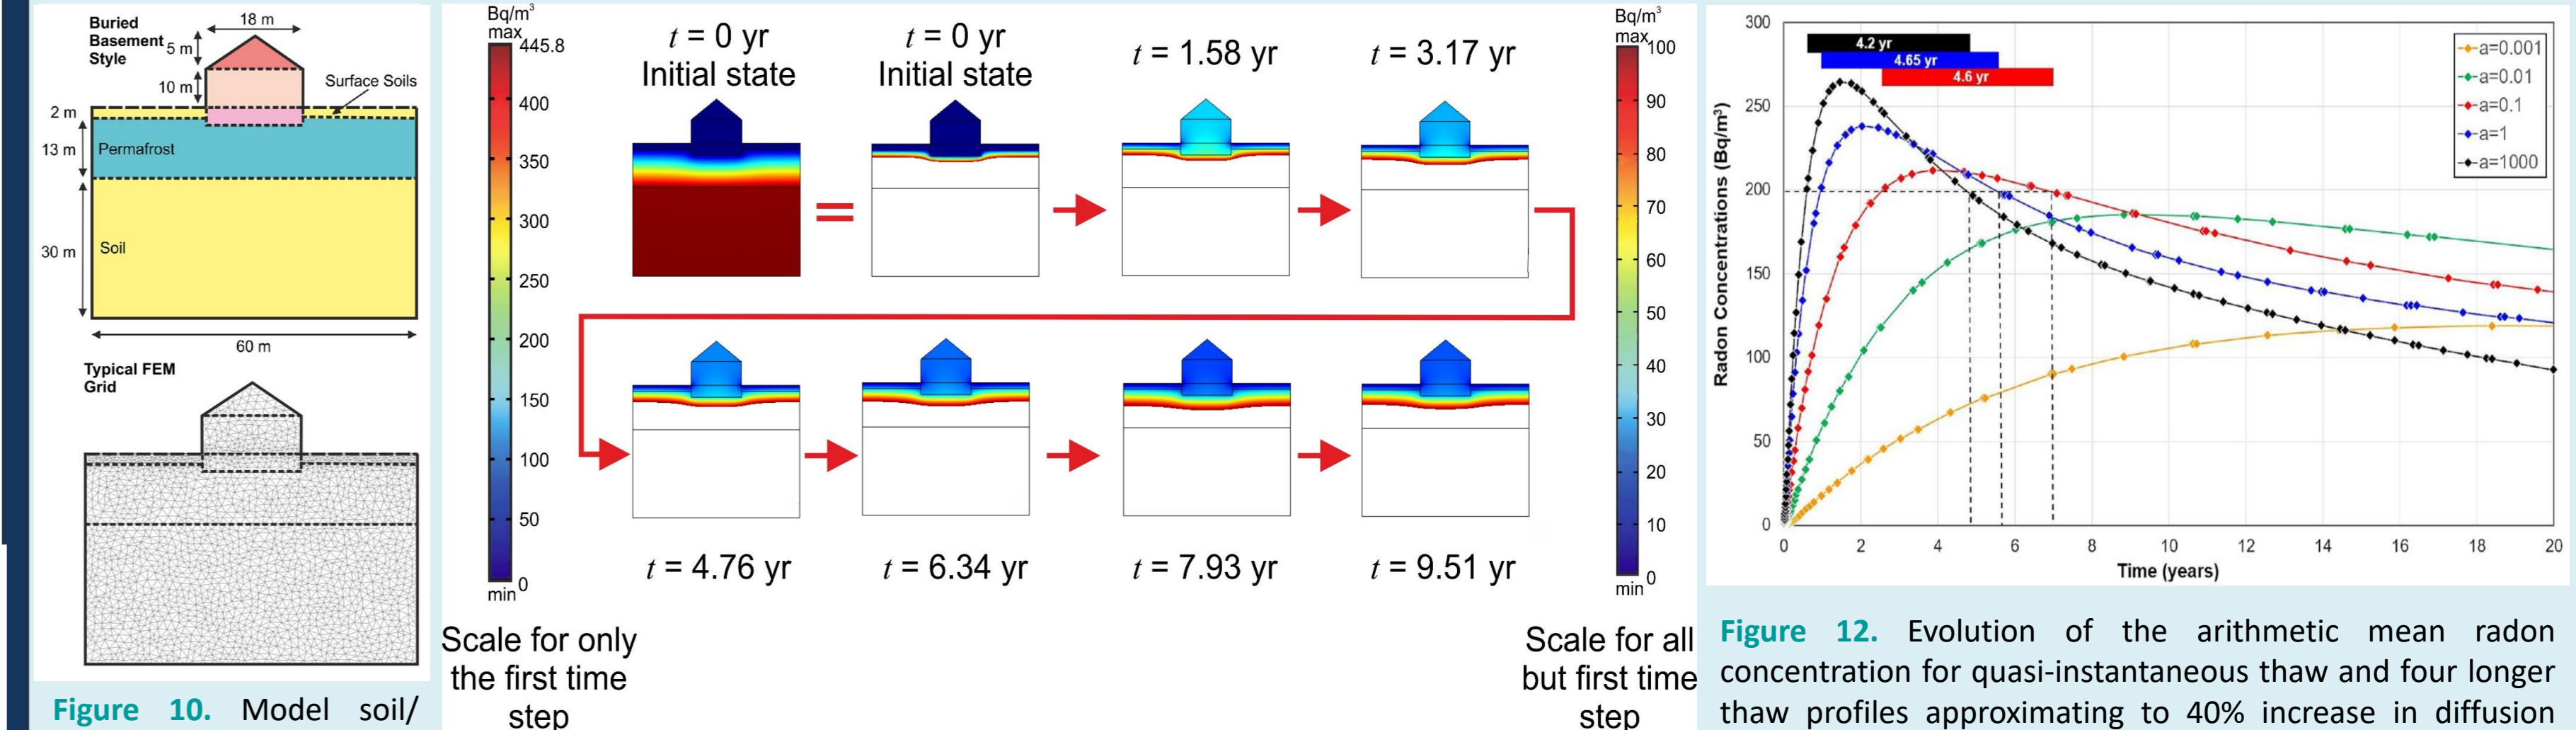 Buried
Basement
Style
18 m
5 m
10 m
Surface Soils
2 m
13 m
Permafrost
30 m
Soil
60 m
Typical FEM
Grid
Figure 10. Model soil/
Bq/m³
max
445.8
400
350
300
250
200
150
100
50
0
min
Scale for only
the first time
step
t = 0 yr
Initial state
t = 0 yr
Initial state
t = 1.58 yr
t = 3.17 yr
t = 4.76 yr
t = 6.34 yr
t = 7.93 yr
t = 9.51 yr
Bq/m³
max
100
90
80
70
60
50
40
30
20
10
0
min
Scale for all
but first time
step
Radon Concentrations (Bq/m³)
300
250
200
150
100
50
0
4.2 yr
4.65 yr
4.6 yr
a=0.001
a=0.01
a=0.1
a=1
a=1000
0 2 4 6 8 10 12 14 16 18 20
Time (years)
Figure 12. Evolution of the arithmetic mean radon
concentration for quasi-instantaneous thaw and four longer
thaw profiles approximating to 40% increase in diffusion